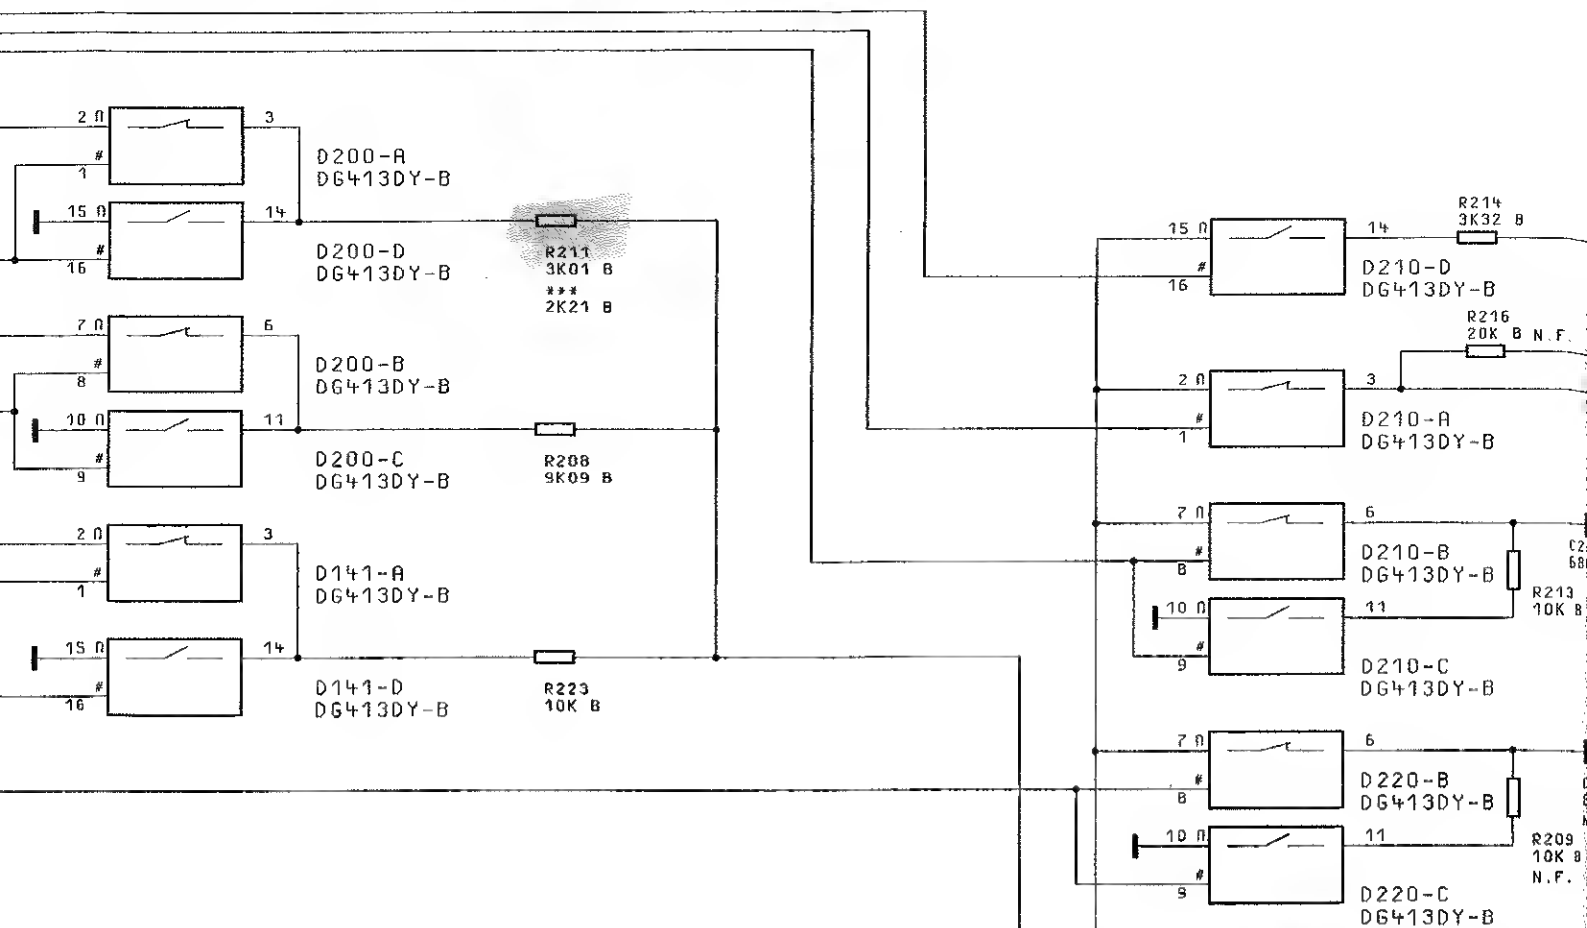 2 n
3
#
1
D200-A
DG413DY-B
15 n
14
#
16
D200-D
DG413DY-B
R211
3K01 B
***
2K21 B
7 n
6
#
8
D200-B
DG413DY-B
10 n
11
#
9
D200-C
DG413DY-B
R208
9K09 B
2 n
3
#
1
D141-A
DG413DY-B
15 n
14
#
16
D141-D
DG413DY-B
R223
10K B
R214
3K32 B
15 n
14
#
16
D210-D
DG413DY-B
R216
20K B N.F.
2 n
3
#
1
D210-A
DG413DY-B
7 n
6
#
8
D210-B
DG413DY-B
R213
10K B
10 n
11
#
9
D210-C
DG413DY-B
7 n
6
#
8
D220-B
DG413DY-B
10 n
11
#
9
R209
10K B
N.F.
D220-C
DG413DY-B